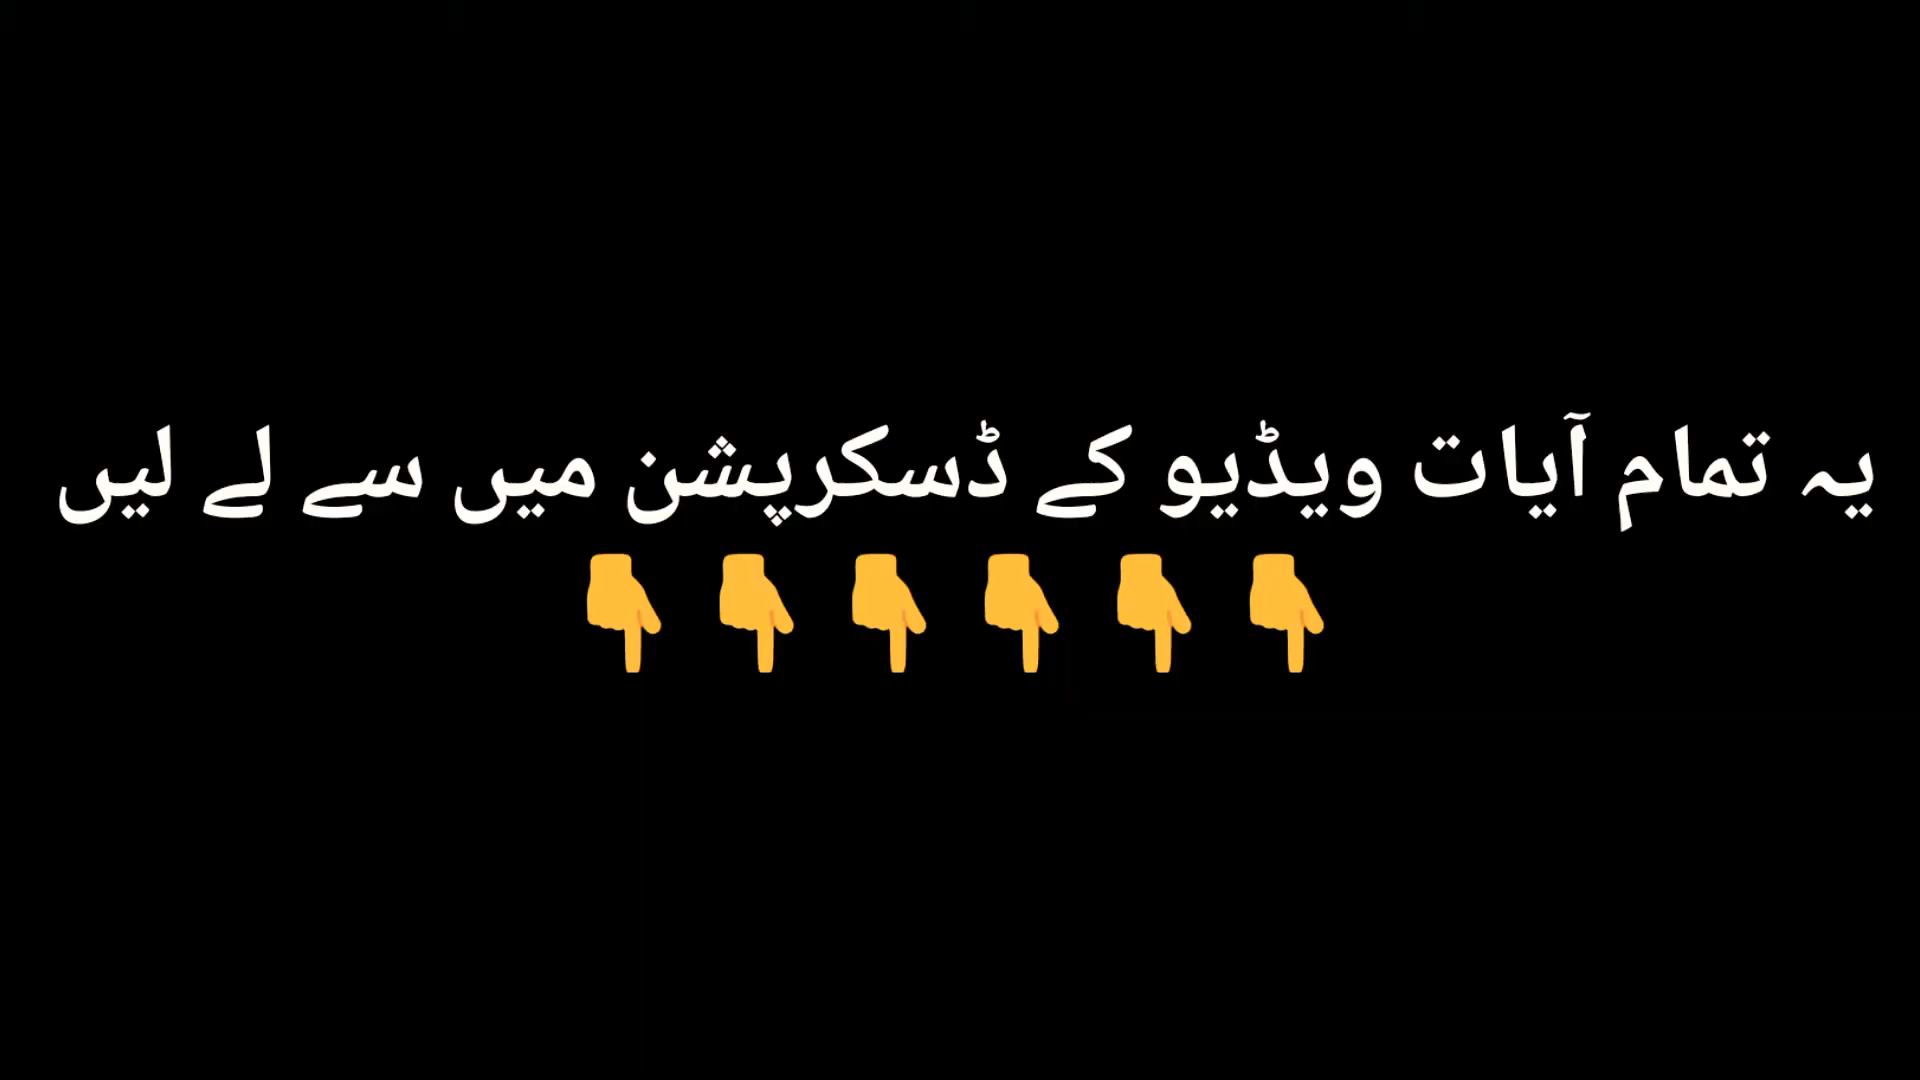 یہ تمام آیات ویڈیو کے ڈسکرپشن میں سے لے لیں
👇👇👇👇👇👇